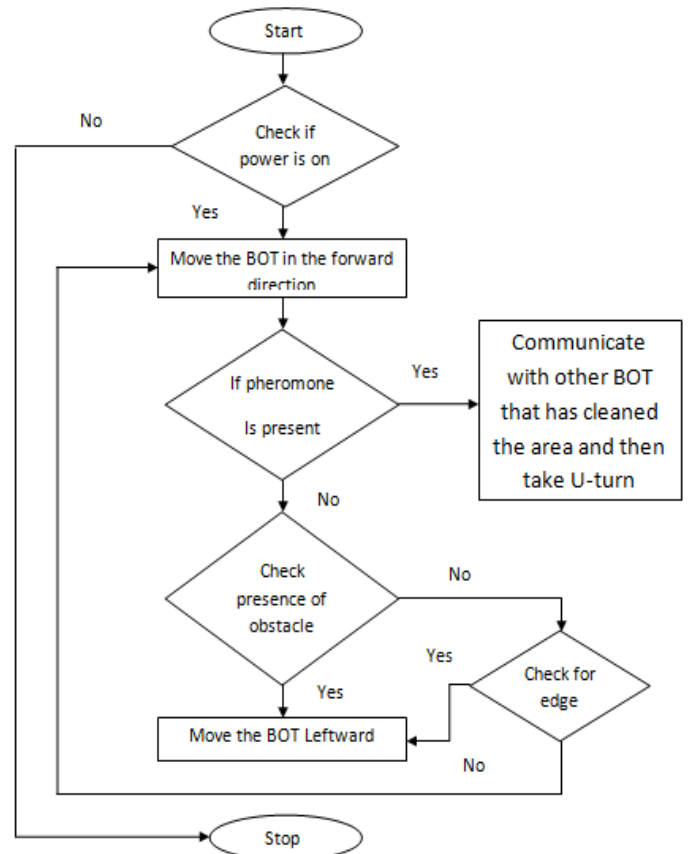 Start
No
Check if
power is on
Yes
Move the BOT in the forward
direction
If pheromone
Is present
Yes
Communicate
with other BOT
that has cleaned
the area and then
take U-turn
No
Check
presence of
obstacle
No
Yes
Check for
edge
Yes
Move the BOT Leftward
No
Stop